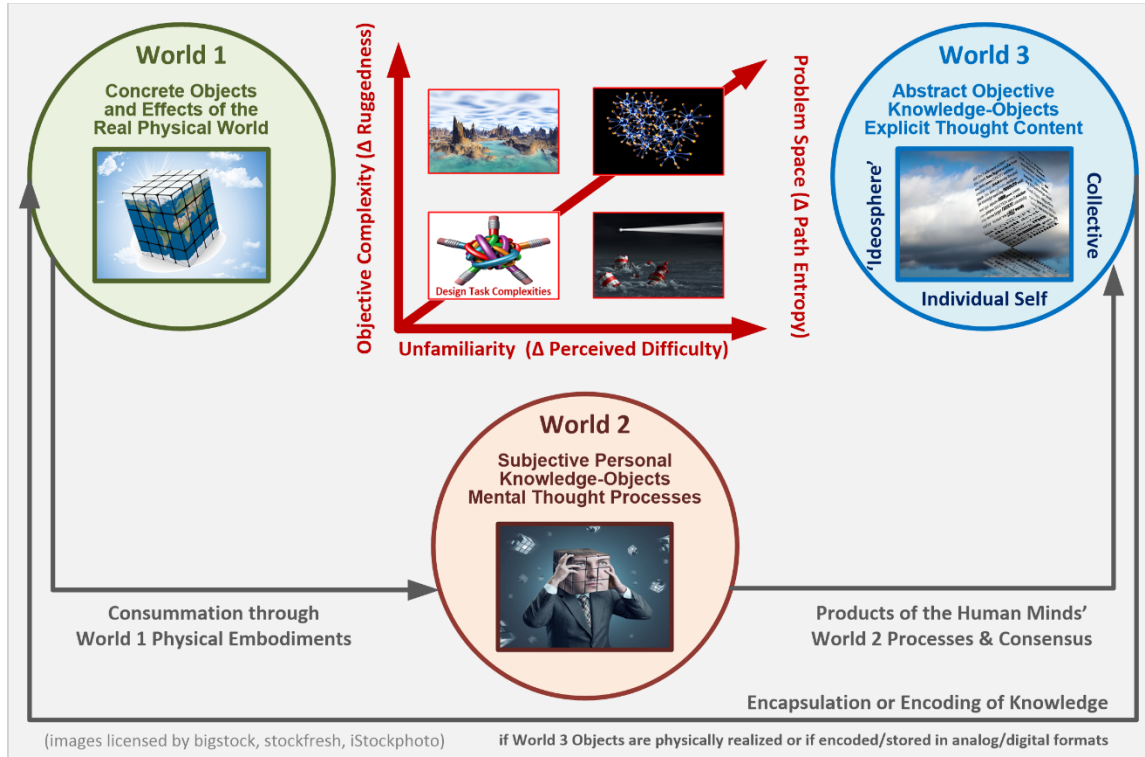 World 1
Concrete Objects
and Effects of the
Real Physical World
Objective Complexity (Δ Ruggedness)
Design Task Complexities
Unfamiliarity (Δ Perceived Difficulty)
Problem Space (Δ Path Entropy)
World 3
Abstract Objective
Knowledge-Objects
Explicit Thought Content
'Ideosphere'
Collective
Individual Self
World 2
Subjective Personal
Knowledge-Objects
Mental Thought Processes
Consummation through
World 1 Physical Embodiments
Products of the Human Minds'
World 2 Processes & Consensus
Encapsulation or Encoding of Knowledge
(images licensed by bigstock, stockfresh, iStockphoto)
if World 3 Objects are physically realized or if encoded/stored in analog/digital formats